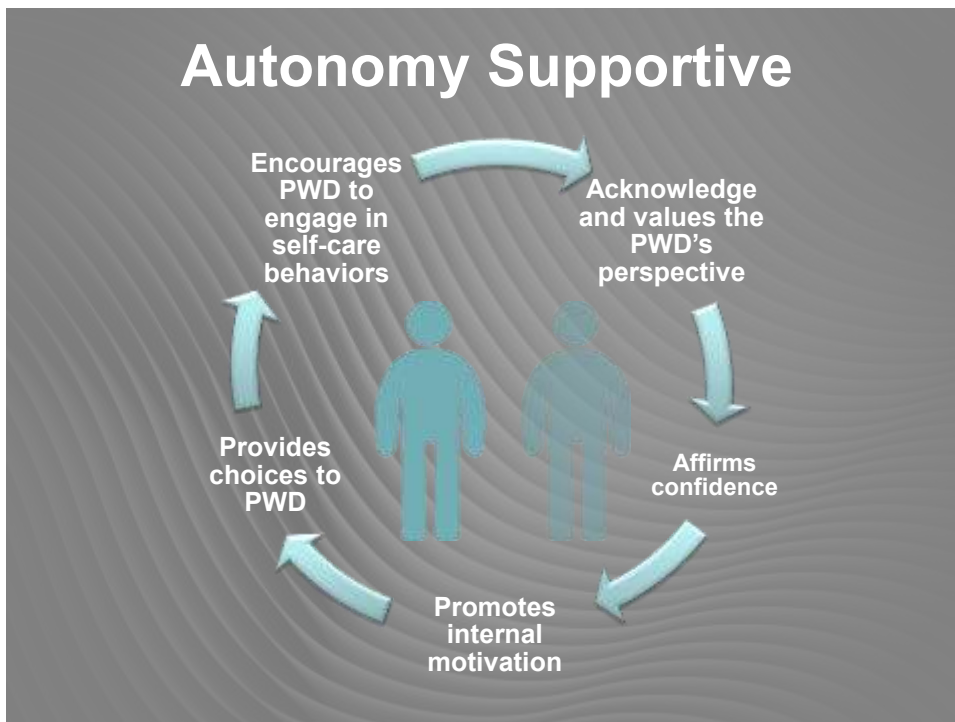 Autonomy Supportive
Encourages
PWD to
engage in
self-care
behaviors
Acknowledge
and values the
PWD’s
perspective
Affirms
confidence
Promotes
internal
motivation
Provides
choices to
PWD